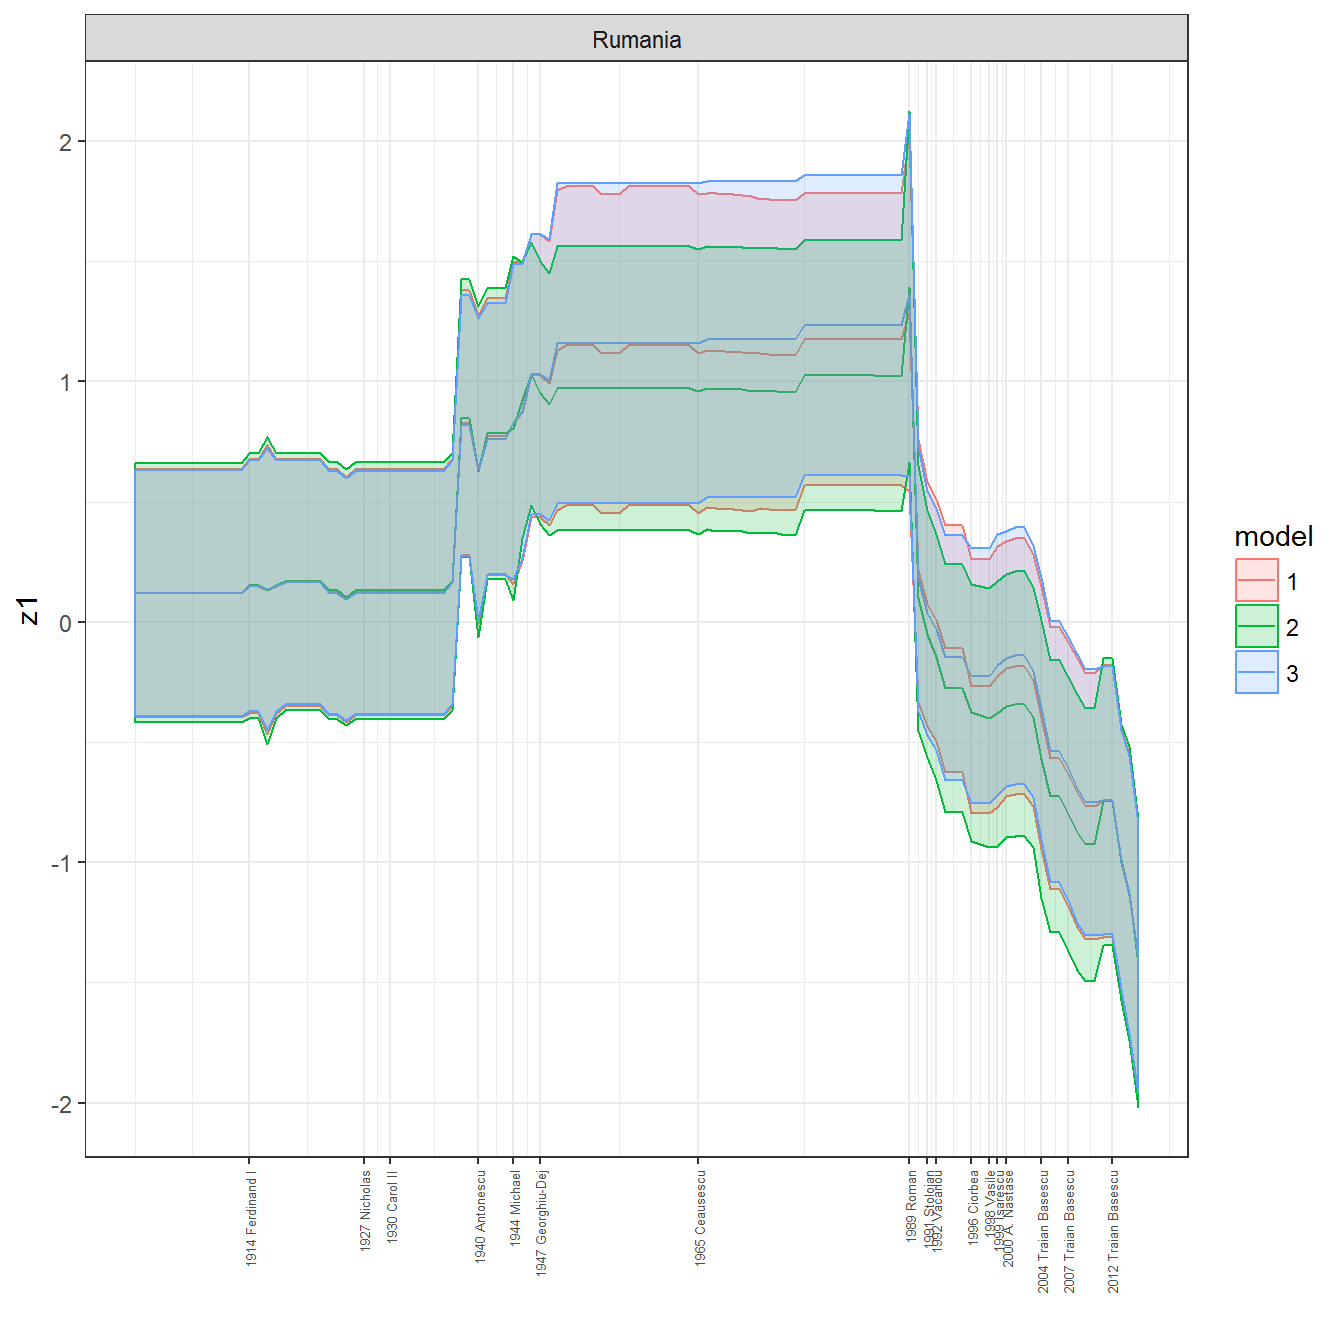 Rumania
z1
2
1
0
-1
-2
1914 Ferdinand I
1927 Nicholas
1930 Carol II
1940 Antonescu
1944 Michael
1947 Georghiu-Dej
1965 Ceausescu
1989 Roman
1991 Stolojan
1992 Vacariou
1996 Ciorbea
1998 Vasile
1999 Isarescu
2000 A. Nastase
2004 Traian Basescu
2007 Traian Basescu
2012 Traian Basescu
model
1
2
3